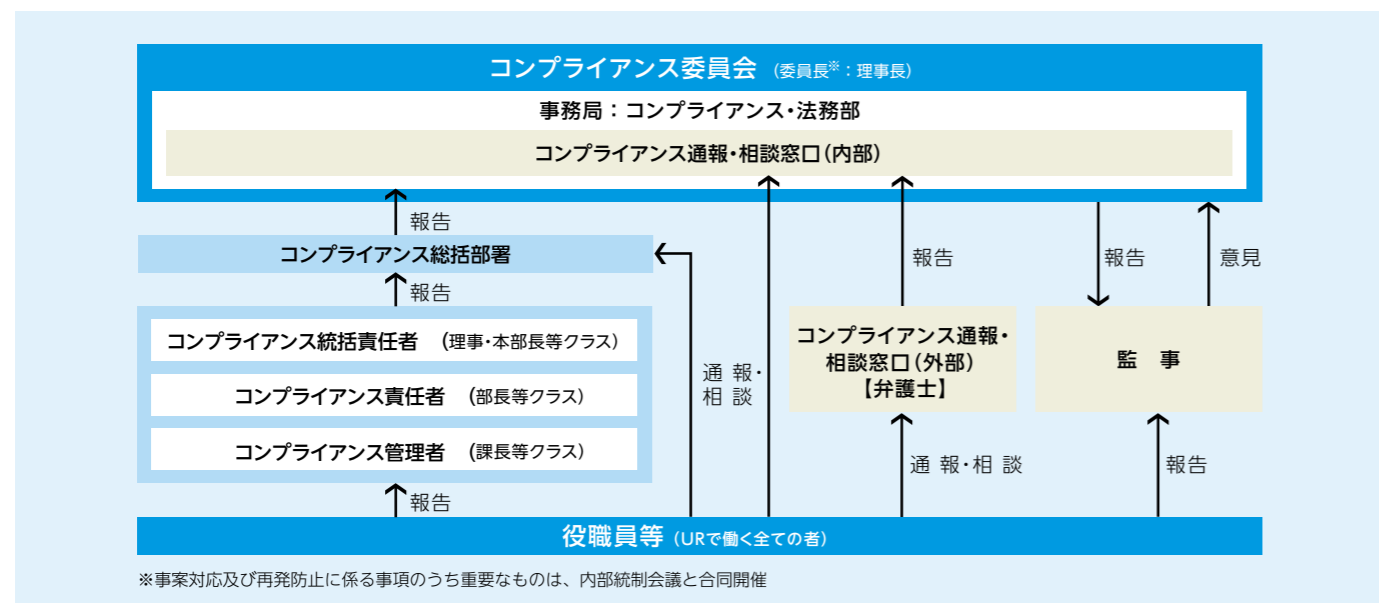 コンプライアンス委員会（委員長※：理事長）
事務局：コンプライアンス・法務部
コンプライアンス通報・相談窓口（内部）
報告
コンプライアンス総括部署
報告
コンプライアンス統括責任者 （理事・本部長等クラス）
コンプライアンス責任者 （部長等クラス）
コンプライアンス管理者 （課長等クラス）
報告
通報・
相談
報告
コンプライアンス通報・
相談窓口（外部）
【弁護士】
通報・相談
報告
意見
監事
報告
役職員等（URで働く全ての者）
※事案対応及び再発防止に係る事項のうち重要なものは、内部統制会議と合同開催